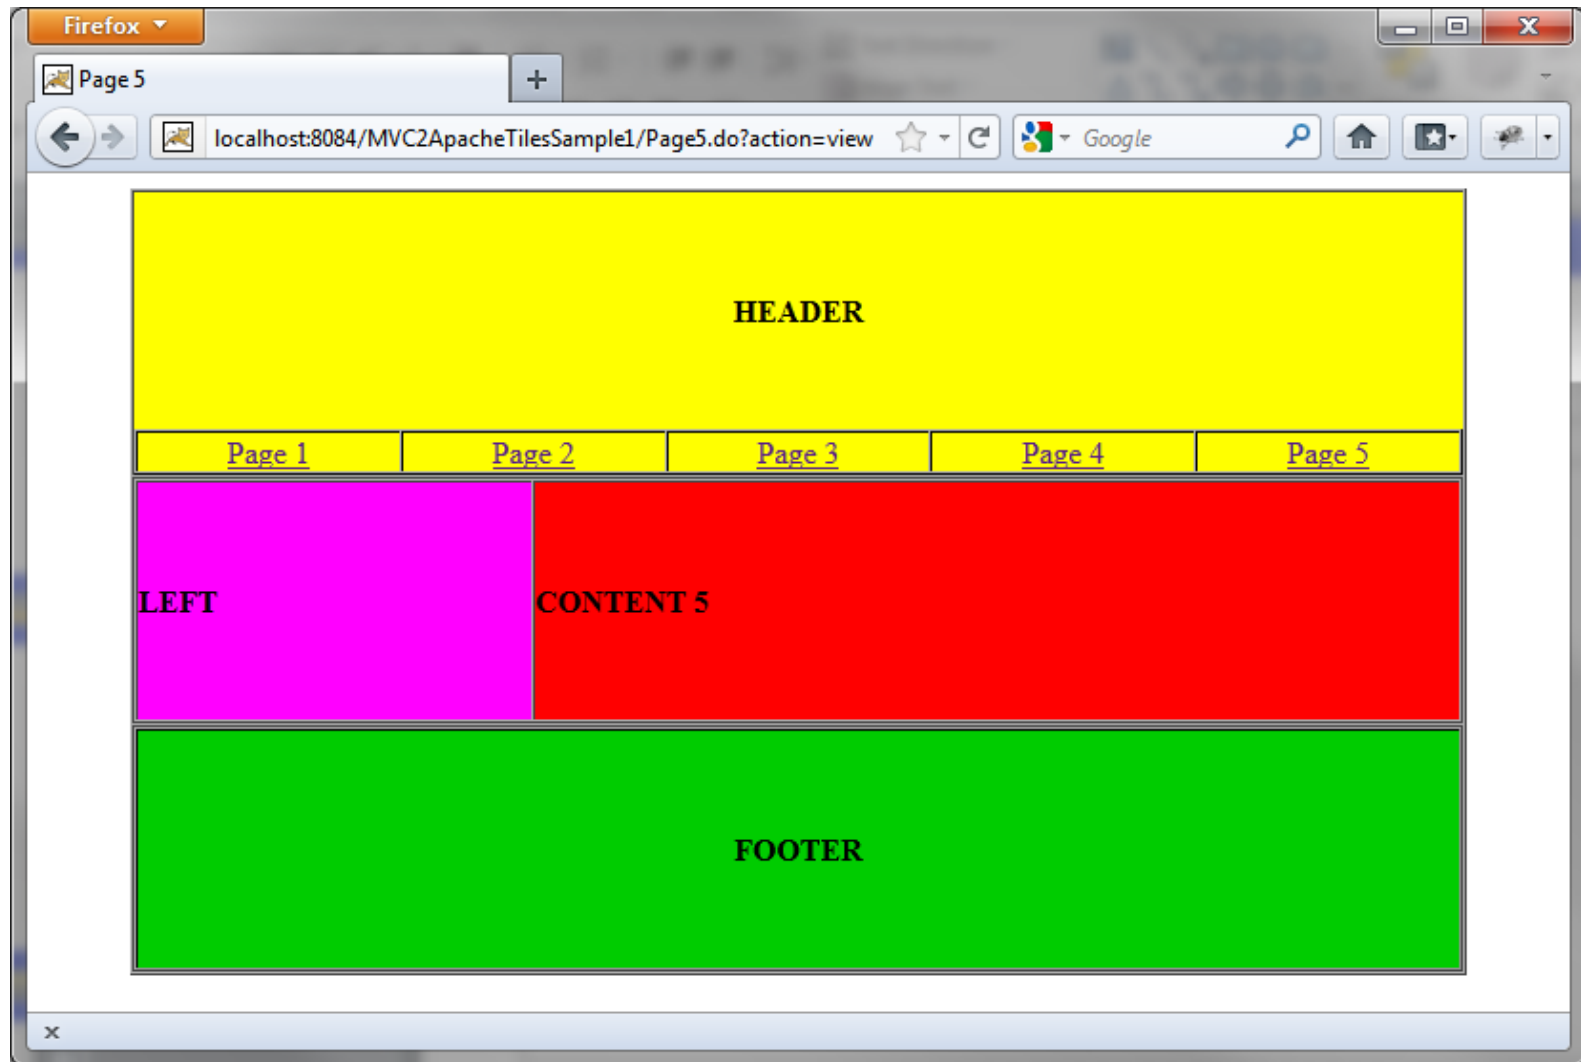 Firefox
Page 5
localhost:8084/MVC2ApacheTilesSample1/Page5.do?action=view
Google
HEADER
Page 1 Page 2 Page 3 Page 4 Page 5
LEFT
CONTENT 5
FOOTER